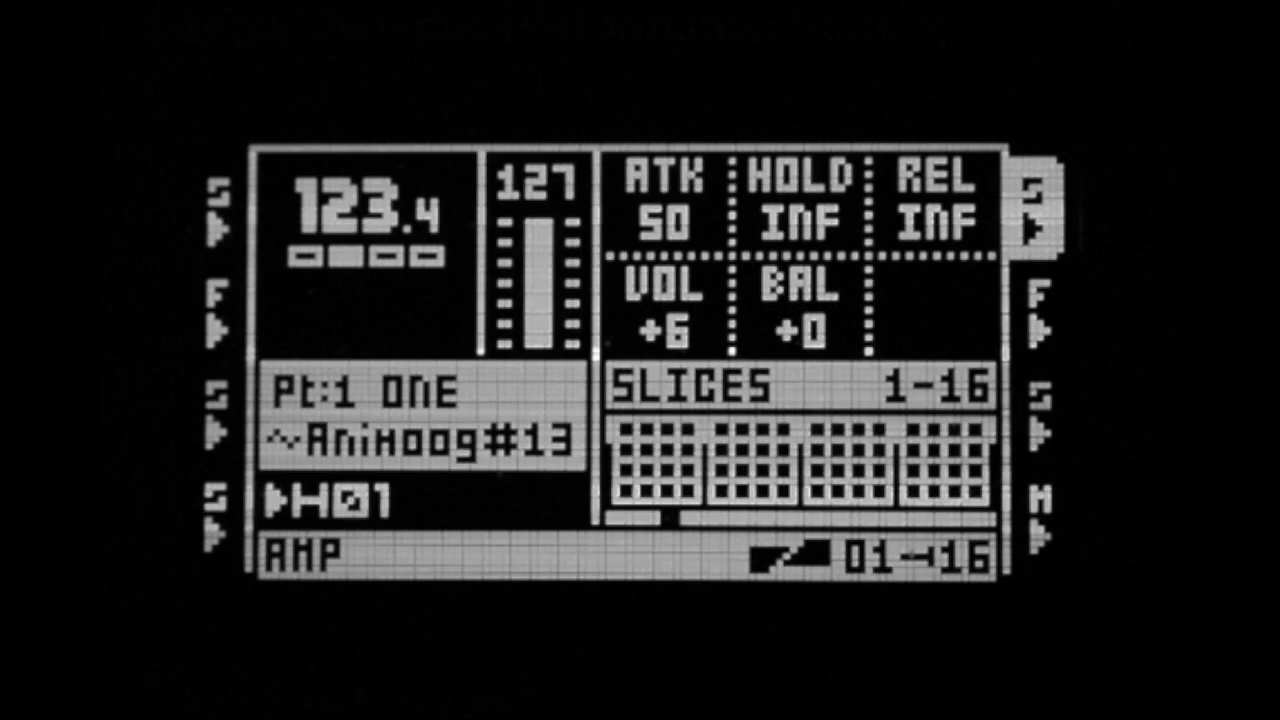 123.4
127
ATK HOLD REL
50 INF INF
VOL BAL
+6 +0
Pt:1 ONE
~Animoog#13
H01
SLICES 1-16
AMP 01 16
S
F
S
S
S
F
S
M